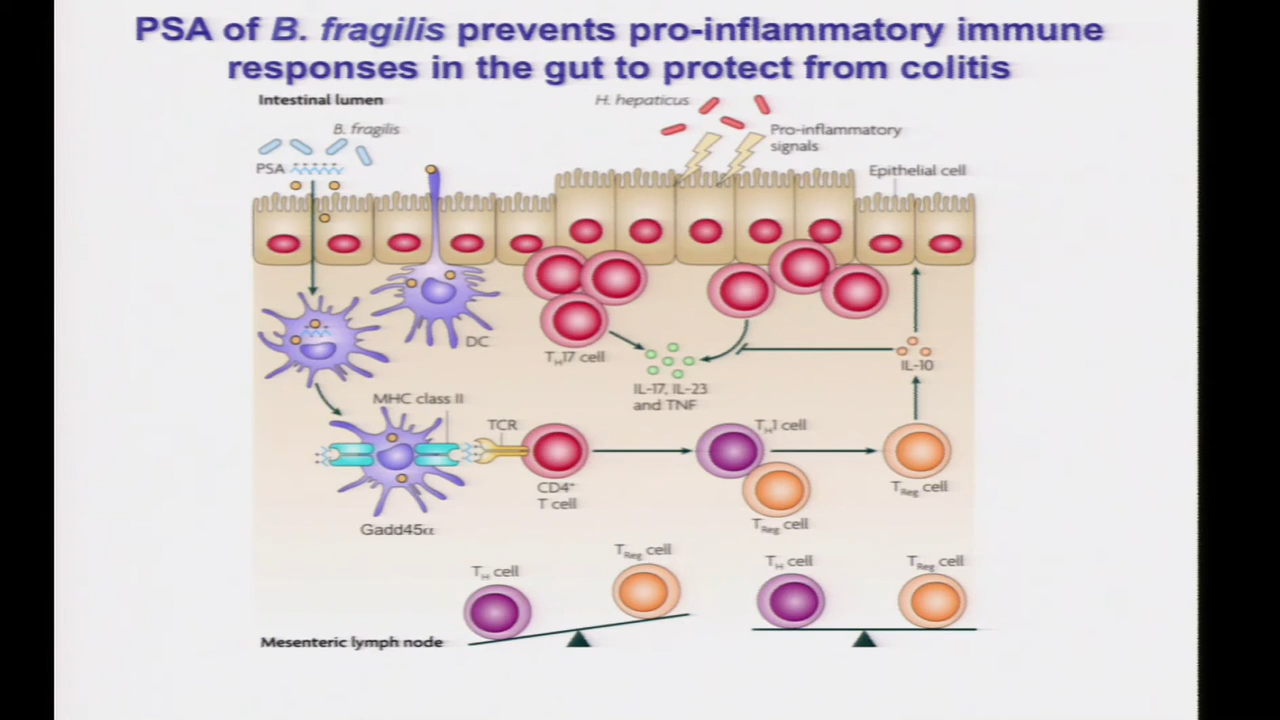 PSA of B. fragilis prevents pro-inflammatory immune
responses in the gut to protect from colitis
Intestinal lumen
H. hepaticus
B. fragilis
Pro-inflammatory
signals
PSA
Epithelial cell
DC
TH17 cell
IL-10
IL-17, IL-23
and TNF
MHC class II
TCR
TH1 cell
CD4+
T cell
TReg cell
TReg cell
Gadd45α
TH cell
TReg cell
TH cell
TReg cell
Mesenteric lymph node